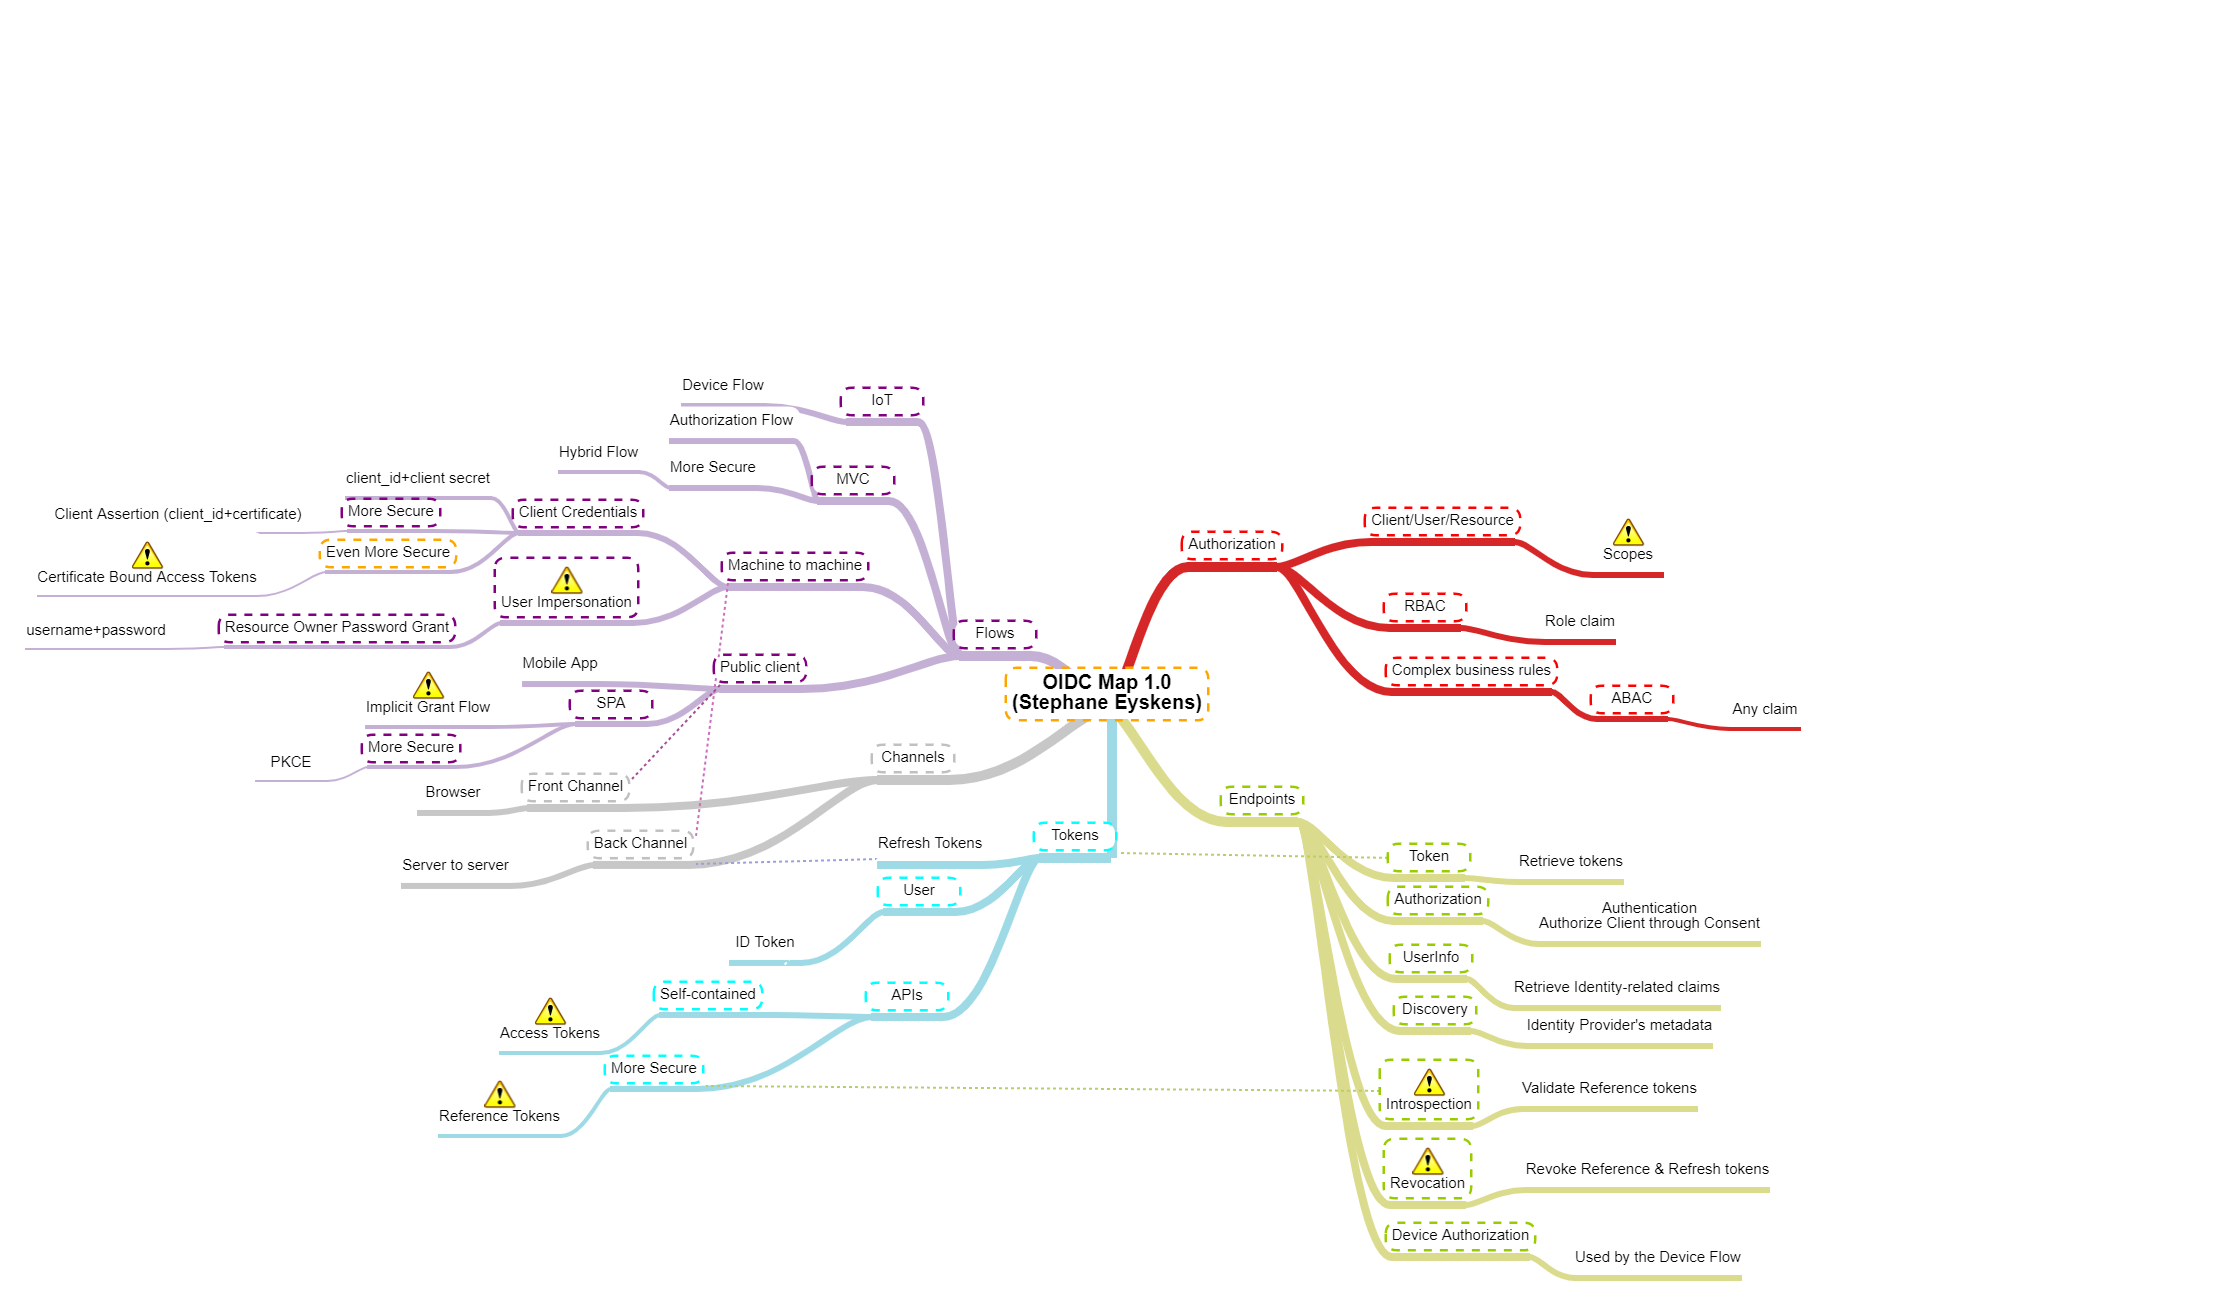 OIDC Map 1.0
(Stephane Eyskens)
Flows
IoT
Device Flow
MVC
Authorization Flow
More Secure
Hybrid Flow
Machine to machine
Client Credentials
client_id+client secret
More Secure
Client Assertion (client_id+certificate)
Even More Secure
Certificate Bound Access Tokens
User Impersonation
Resource Owner Password Grant
username+password
Public client
Mobile App
SPA
Implicit Grant Flow
More Secure
PKCE
Channels
Front Channel
Browser
Back Channel
Server to server
Tokens
Refresh Tokens
User
ID Token
APIs
Self-contained
Access Tokens
More Secure
Reference Tokens
Authorization
Client/User/Resource
Scopes
RBAC
Role claim
Complex business rules
ABAC
Any claim
Endpoints
Token
Retrieve tokens
Authorization
Authentication
Authorize Client through Consent
UserInfo
Retrieve Identity-related claims
Discovery
Identity Provider's metadata
Introspection
Validate Reference tokens
Revocation
Revoke Reference & Refresh tokens
Device Authorization
Used by the Device Flow